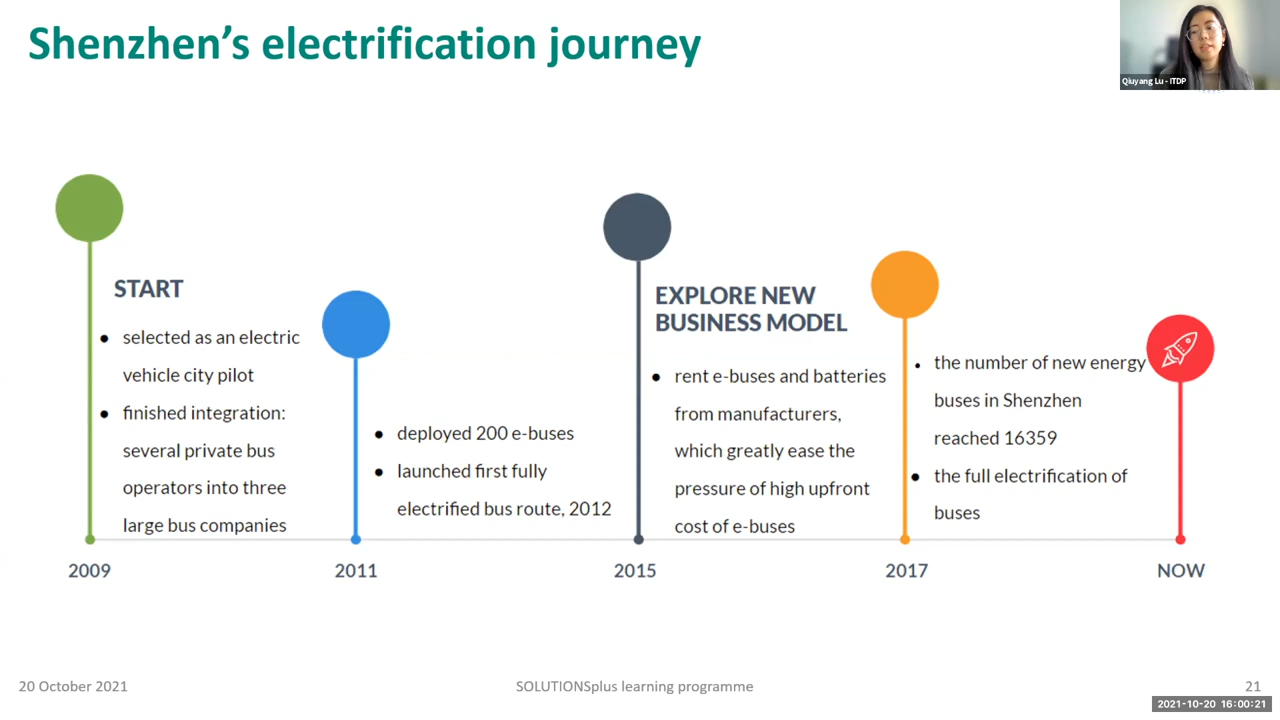 Shenzhen's electrification journey
Qiuyang Lu - ITDP
START
● selected as an electric
vehicle city pilot
● finished integration:
several private bus
operators into three
large bus companies
● deployed 200 e-buses
● launched first fully
electrified bus route, 2012
EXPLORE NEW
BUSINESS MODEL
● rent e-buses and batteries
from manufacturers,
which greatly ease the
pressure of high upfront
cost of e-buses
• the number of new energy
buses in Shenzhen
reached 16359
● the full electrification of
buses
2009
2011
2015
2017
NOW
20 October 2021
SOLUTIONSplus learning programme
21
2021-10-20 16:00:21